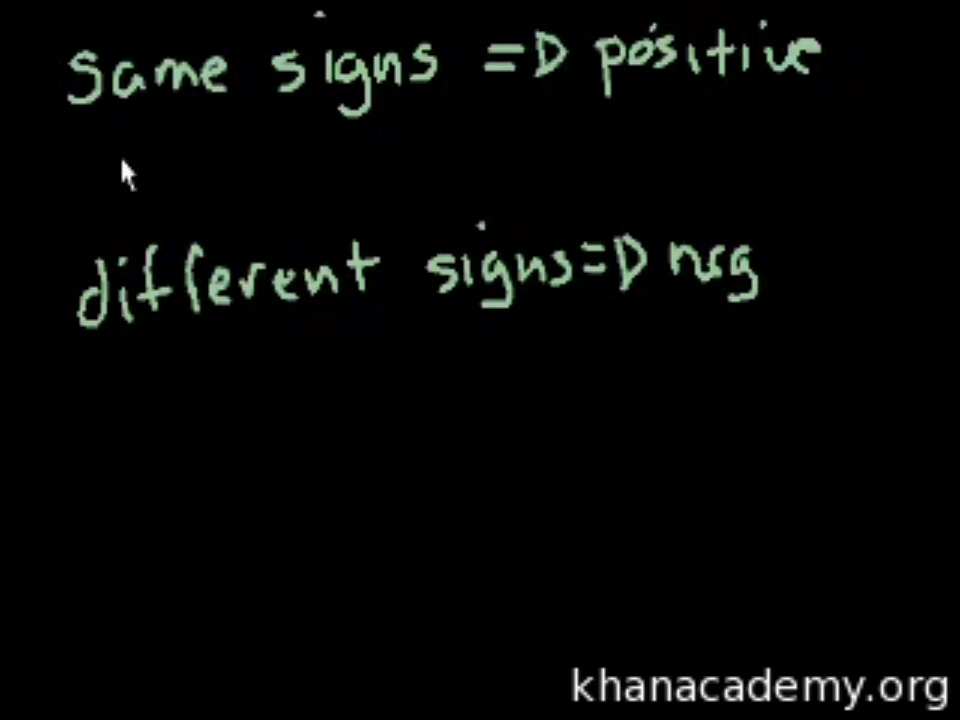 same signs => positive
different signs => neg
khanacademy.org